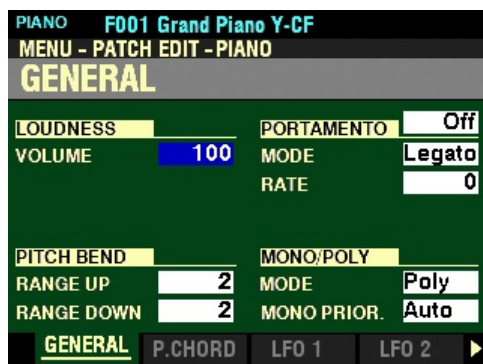 PIANO F001 Grand Piano Y-CF
MENU - PATCH EDIT - PIANO
GENERAL
LOUDNESS
VOLUME 100
PORTAMENTO Off
MODE Legato
RATE 0
PITCH BEND
RANGE UP 2
RANGE DOWN 2
MONO/POLY
MODE Poly
MONO PRIOR. Auto
GENERAL P.CHORD LFO 1 LFO 2